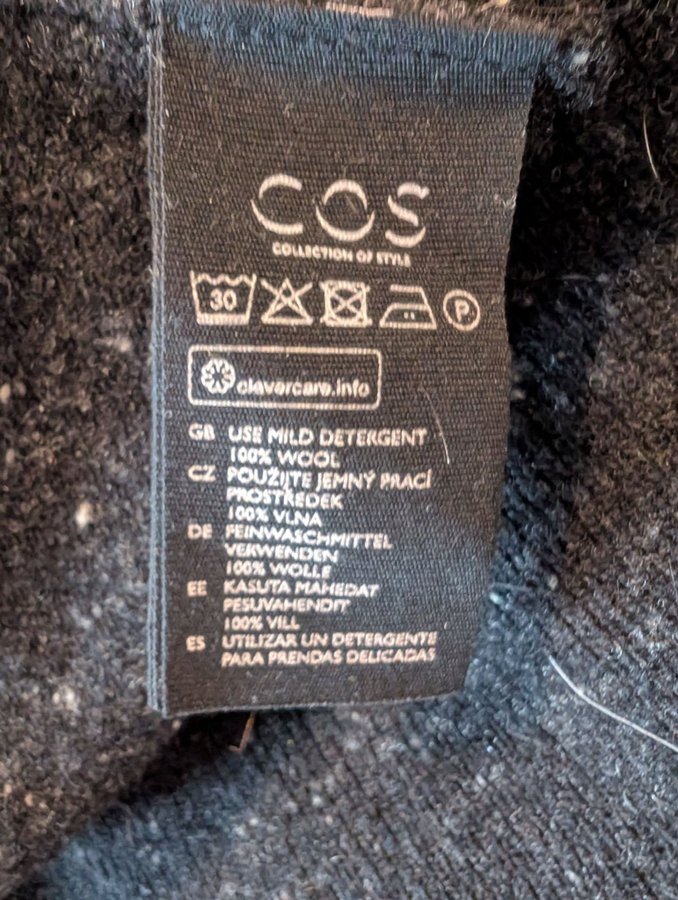 COS
COLLECTION OF STYLE
30
P
clevercare.info
GB USE MILD DETERGENT
100% WOOL
CZ POUŽIJTE JEMNÝ PRACÍ
PROSTŘEDEK
100% VLNA
DE FEINWASCHMITTEL
VERWENDEN
100% WOLLE
EE KASUTA MAHEDAT
PESUVAHENDIT
100% VILL
ES UTILIZAR UN DETERGENTE
PARA PRENDAS DELICADAS